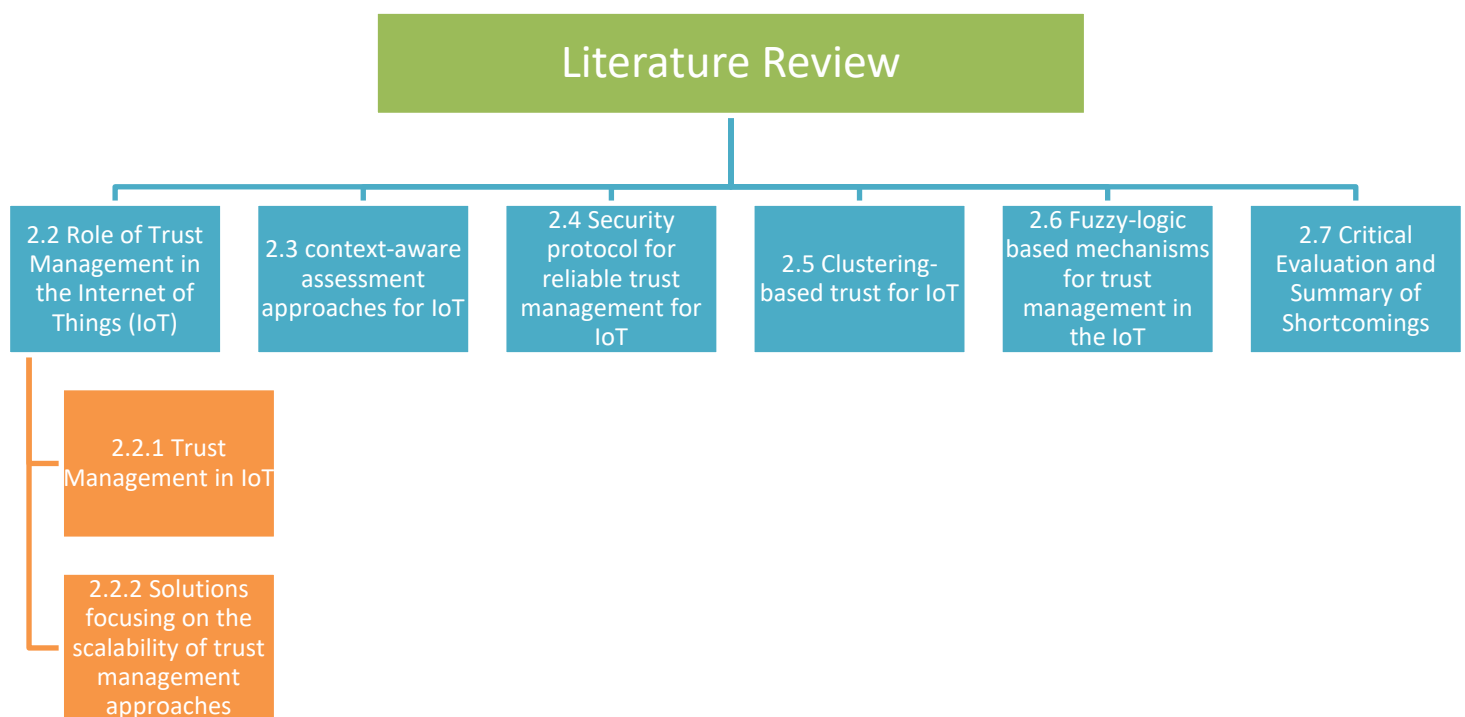 Literature Review
2.2 Role of Trust
Management in
the Internet of
Things (IoT)
2.3 context-aware
assessment
approaches for IoT
2.4 Security
protocol for
reliable trust
management for
IoT
2.5 Clustering-
based trust for IoT
2.6 Fuzzy-logic
based mechanisms
for trust
management in
the IoT
2.7 Critical
Evaluation and
Summary of
Shortcomings
2.2.1 Trust
Management in IoT
2.2.2 Solutions
focusing on the
scalability of trust
management
approaches